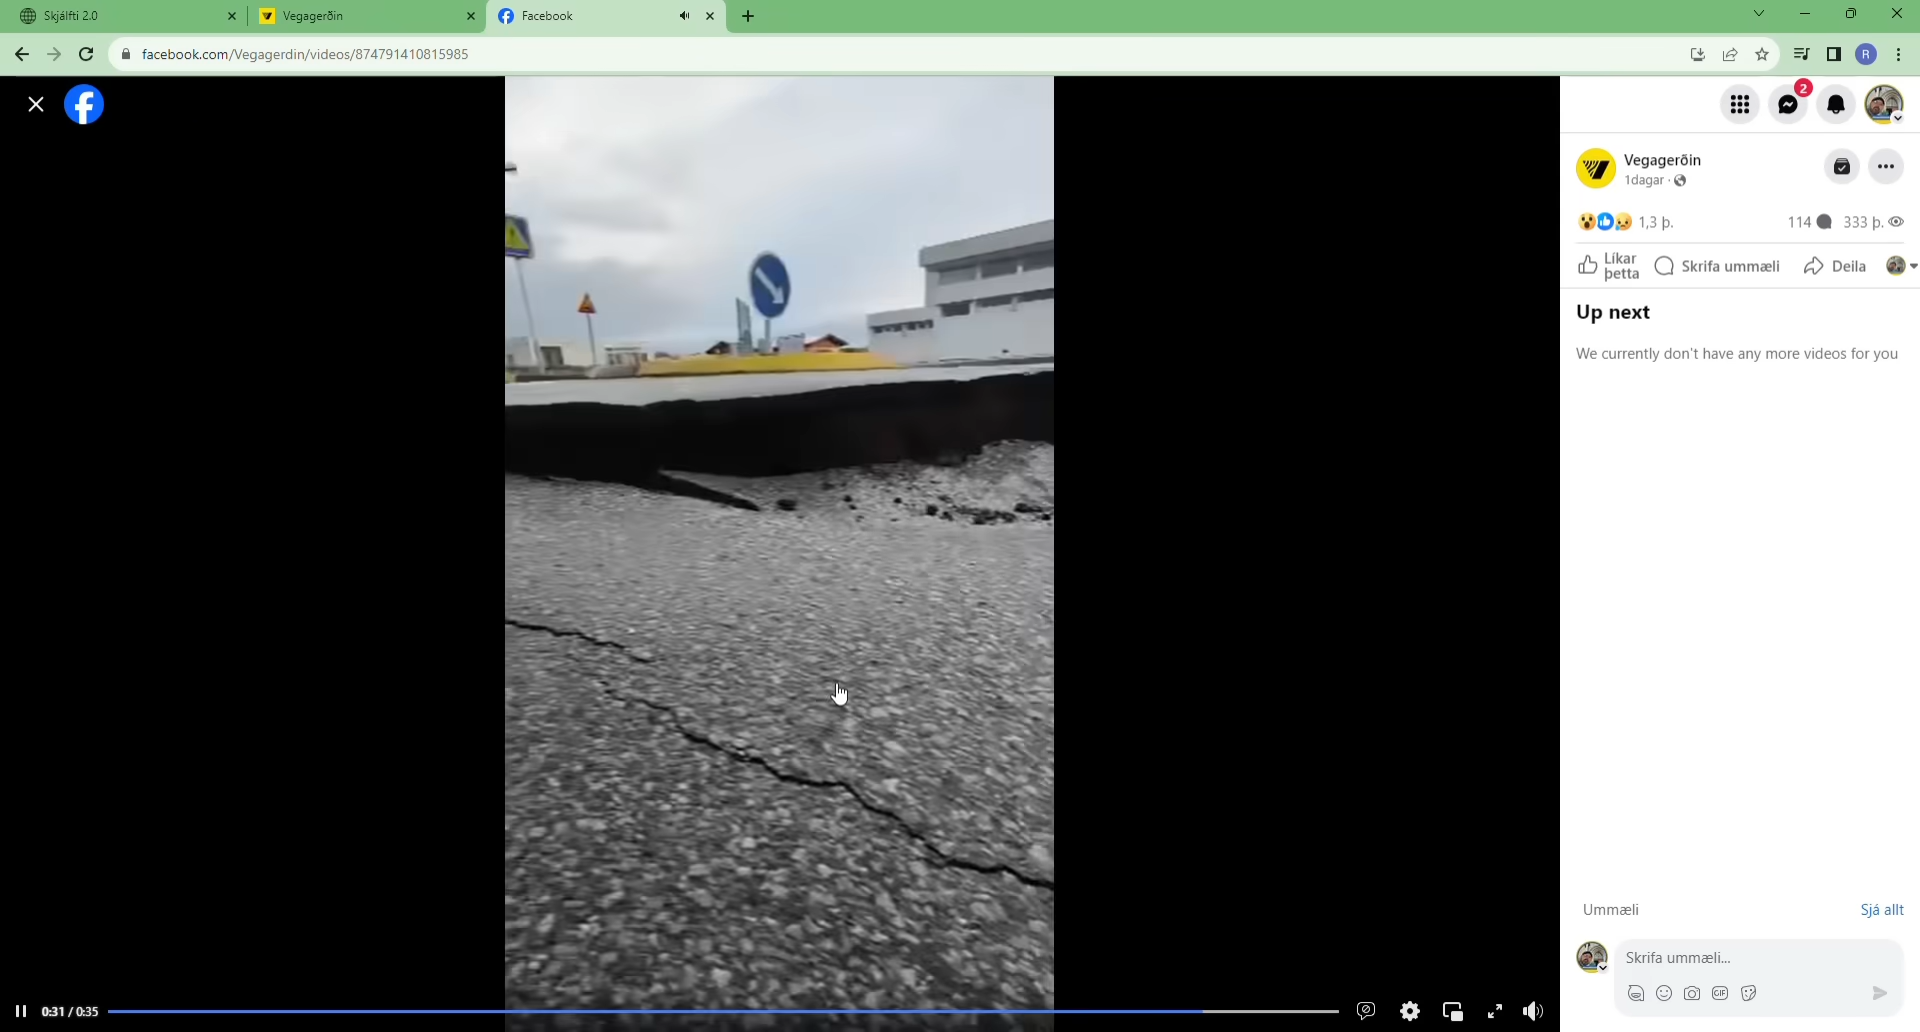 Skjálfti 2.0
Vegagerðin
Facebook
facebook.com/Vegagerdin/videos/874791410815985
R
2
Vegagerðin
1dagar ·
1,3 þ.
114 333 þ.
Líkar þetta
Skrifa ummæli
Deila
Up next
We currently don't have any more videos for you
Ummæli
Sjá allt
Skrifa ummæli...
GIF
0:31 / 0:35